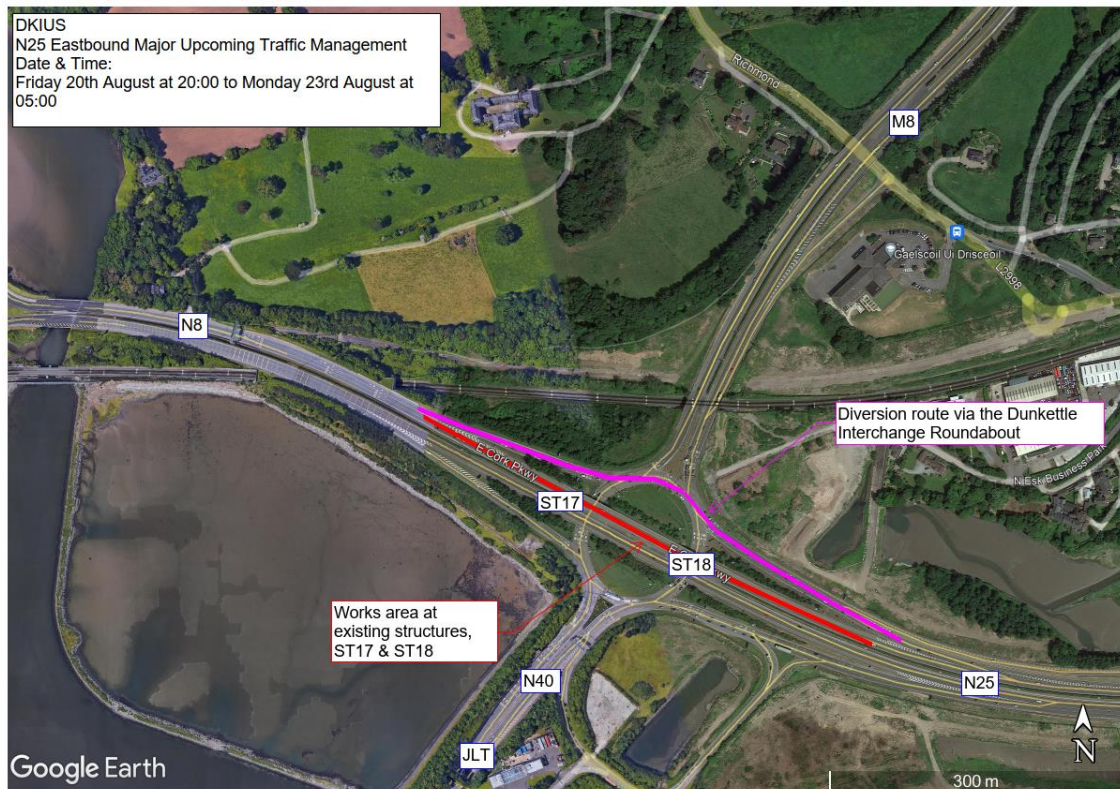 DKIUS
N25 Eastbound Major Upcoming Traffic Management
Date & Time:
Friday 20th August at 20:00 to Monday 23rd August at
05:00
Richmond
M8
Gaelscoil Uí Drisceoil
L2998
N8
Diversion route via the Dunkettle
Interchange Roundabout
N Esk Business Park
E Cork Pkwy
ST17
ST18
Works area at
existing structures,
ST17 & ST18
N40
N25
JLT
N
Google Earth
300 m